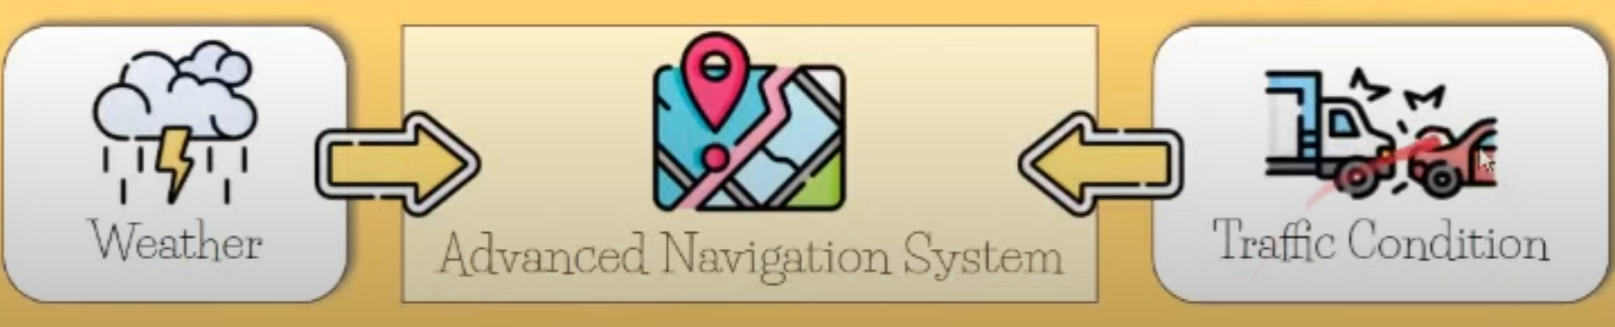 Weather
Advanced Navigation System
Traffic Condition